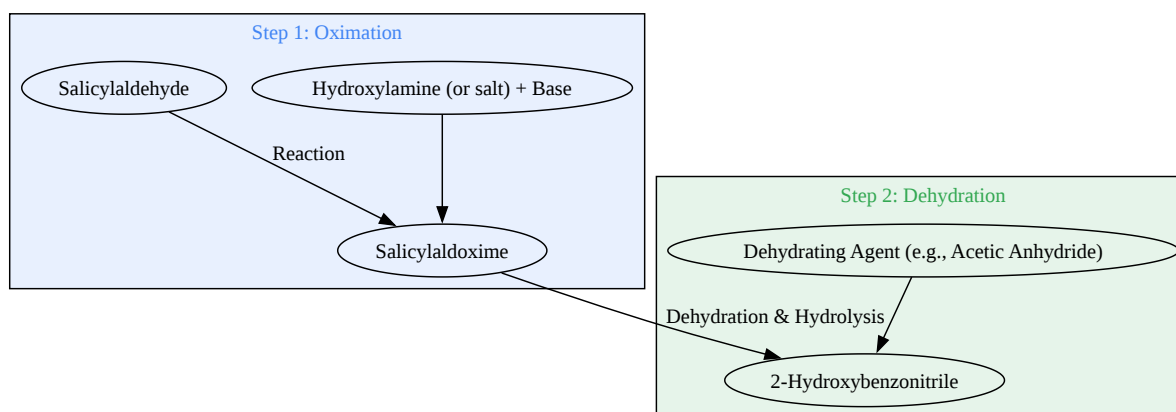 Step 1: Oximation
Salicylaldehyde
Hydroxylamine (or salt) + Base
Reaction
Salicylaldoxime
Step 2: Dehydration
Dehydrating Agent (e.g., Acetic Anhydride)
Dehydration & Hydrolysis
2-Hydroxybenzonitrile